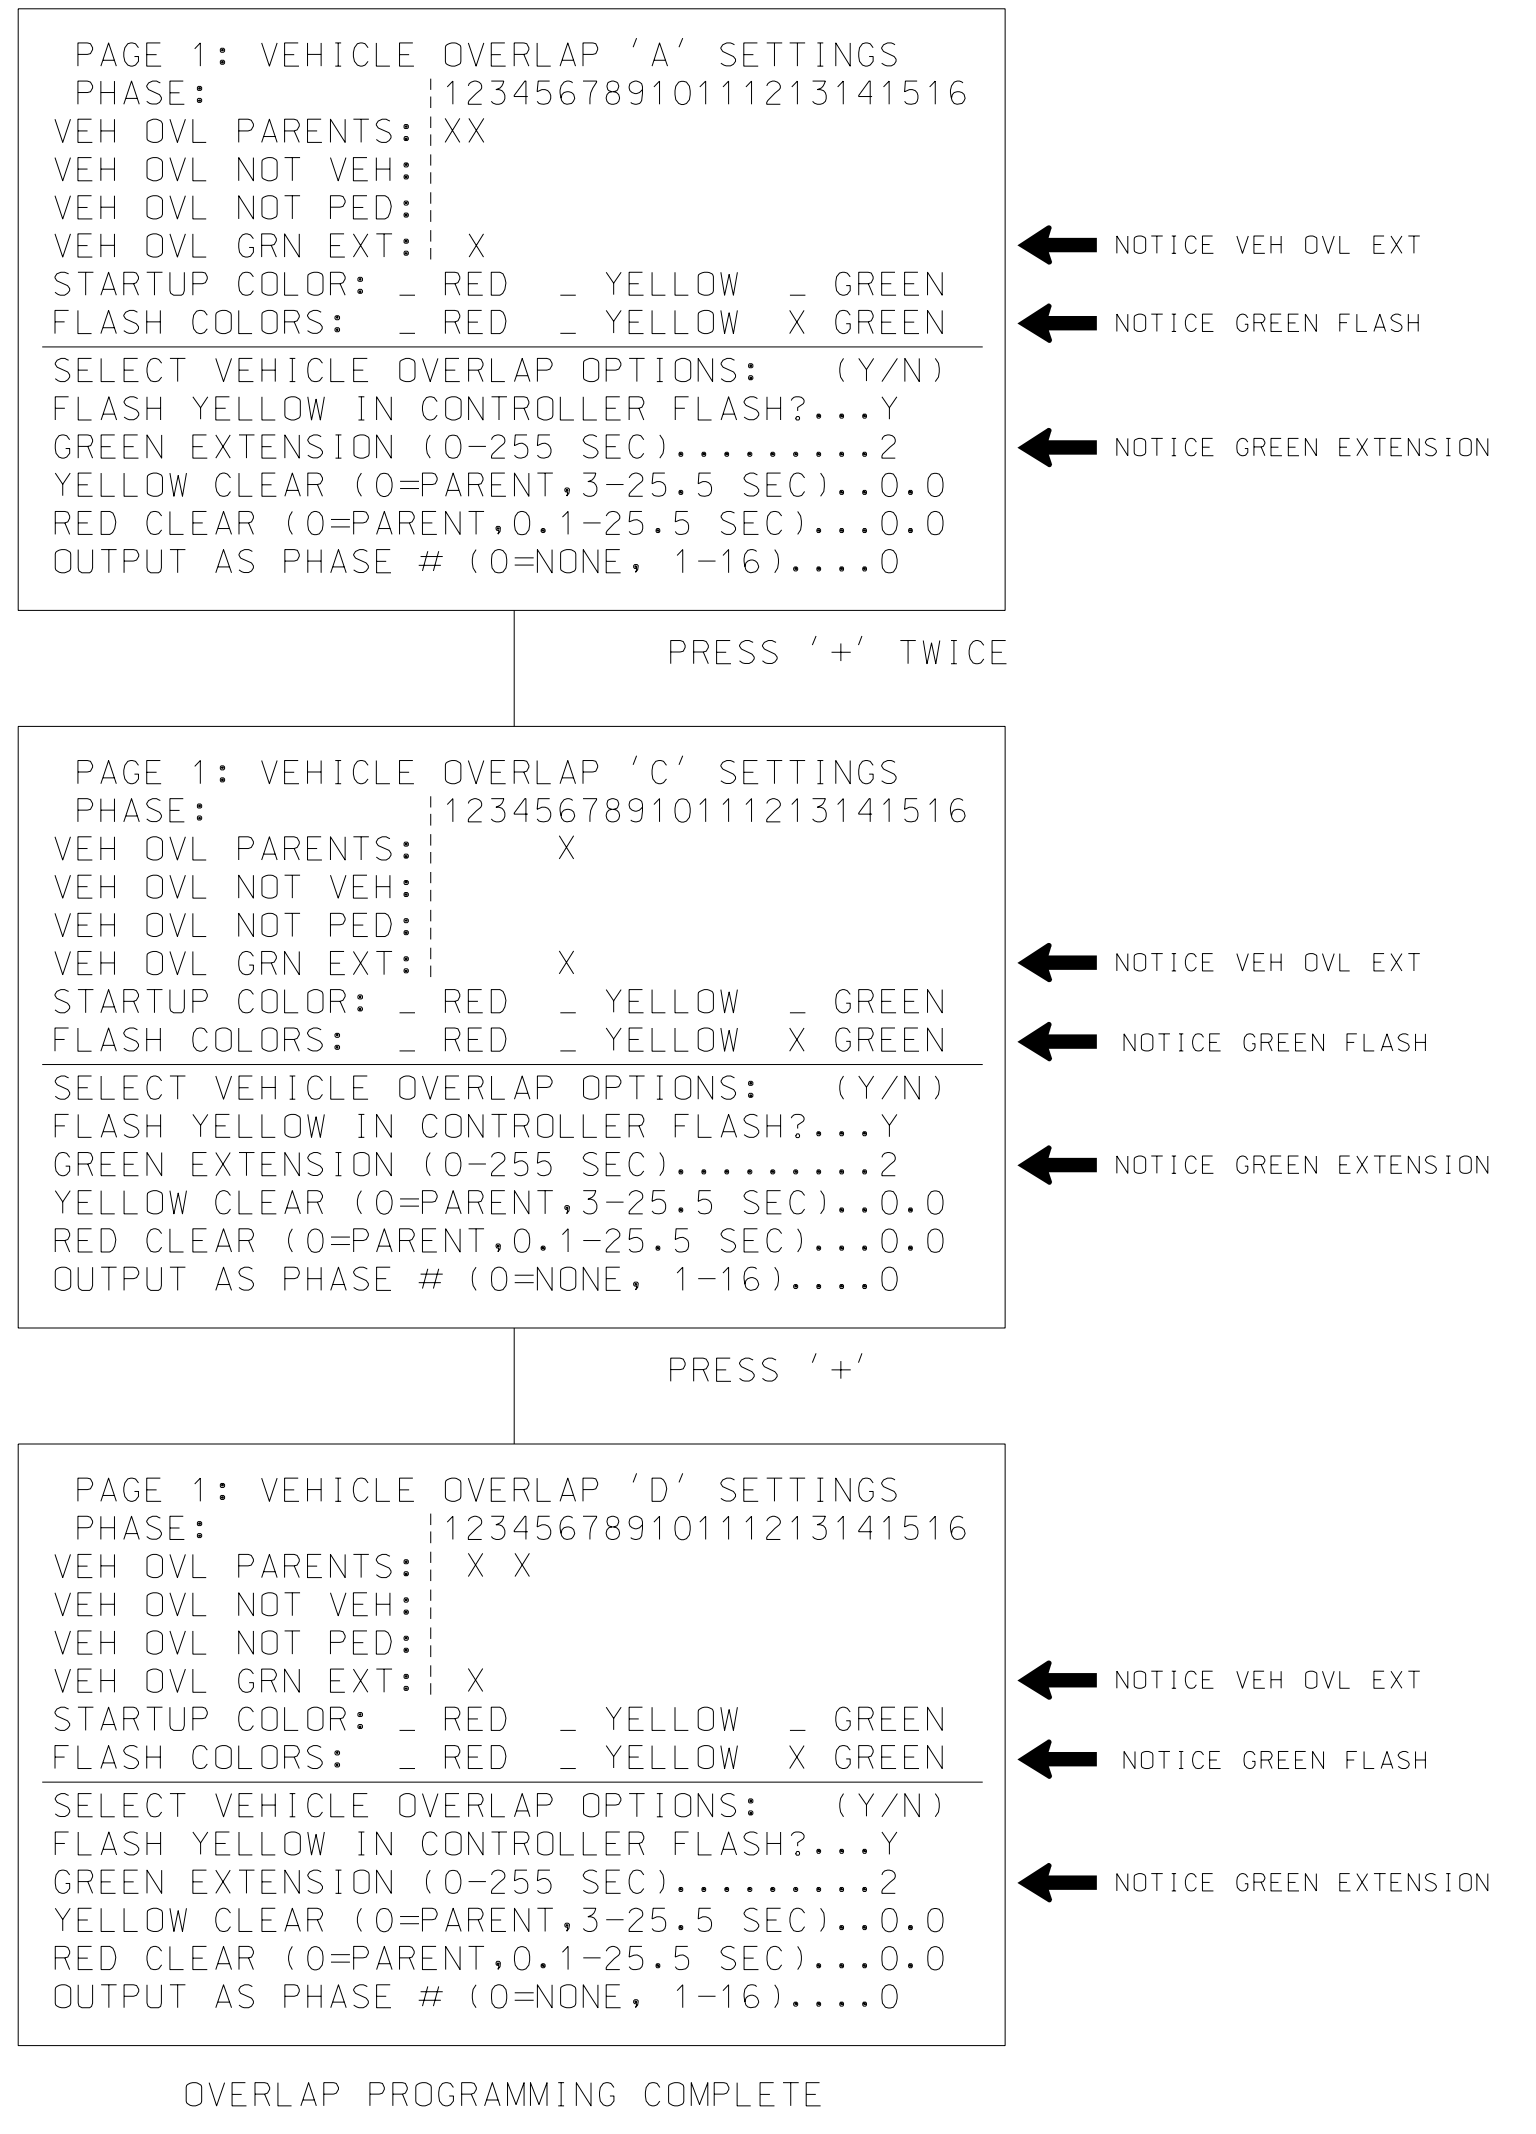 PAGE 1: VEHICLE OVERLAP 'A' SETTINGS
PHASE: ¦12345678910111213141516
VEH OVL PARENTS:¦XX
VEH OVL NOT VEH:¦
VEH OVL NOT PED:¦
VEH OVL GRN EXT:¦ X
NOTICE VEH OVL EXT
STARTUP COLOR: _ RED _ YELLOW _ GREEN
FLASH COLORS: _ RED _ YELLOW X GREEN
NOTICE GREEN FLASH
SELECT VEHICLE OVERLAP OPTIONS: (Y/N)
FLASH YELLOW IN CONTROLLER FLASH?...Y
GREEN EXTENSION (0-255 SEC).........2
NOTICE GREEN EXTENSION
YELLOW CLEAR (0=PARENT,3-25.5 SEC)..0.0
RED CLEAR (0=PARENT,0.1-25.5 SEC)...0.0
OUTPUT AS PHASE # (0=NONE, 1-16)....0
PRESS '+' TWICE
PAGE 1: VEHICLE OVERLAP 'C' SETTINGS
PHASE: ¦12345678910111213141516
VEH OVL PARENTS:¦ X
VEH OVL NOT VEH:¦
VEH OVL NOT PED:¦
VEH OVL GRN EXT:¦ X
NOTICE VEH OVL EXT
STARTUP COLOR: _ RED _ YELLOW _ GREEN
FLASH COLORS: _ RED _ YELLOW X GREEN
NOTICE GREEN FLASH
SELECT VEHICLE OVERLAP OPTIONS: (Y/N)
FLASH YELLOW IN CONTROLLER FLASH?...Y
GREEN EXTENSION (0-255 SEC).........2
NOTICE GREEN EXTENSION
YELLOW CLEAR (0=PARENT,3-25.5 SEC)..0.0
RED CLEAR (0=PARENT,0.1-25.5 SEC)...0.0
OUTPUT AS PHASE # (0=NONE, 1-16)....0
PRESS '+'
PAGE 1: VEHICLE OVERLAP 'D' SETTINGS
PHASE: ¦12345678910111213141516
VEH OVL PARENTS:¦ X X
VEH OVL NOT VEH:¦
VEH OVL NOT PED:¦
VEH OVL GRN EXT:¦ X
NOTICE VEH OVL EXT
STARTUP COLOR: _ RED _ YELLOW _ GREEN
FLASH COLORS: _ RED _ YELLOW X GREEN
NOTICE GREEN FLASH
SELECT VEHICLE OVERLAP OPTIONS: (Y/N)
FLASH YELLOW IN CONTROLLER FLASH?...Y
GREEN EXTENSION (0-255 SEC).........2
NOTICE GREEN EXTENSION
YELLOW CLEAR (0=PARENT,3-25.5 SEC)..0.0
RED CLEAR (0=PARENT,0.1-25.5 SEC)...0.0
OUTPUT AS PHASE # (0=NONE, 1-16)....0
OVERLAP PROGRAMMING COMPLETE